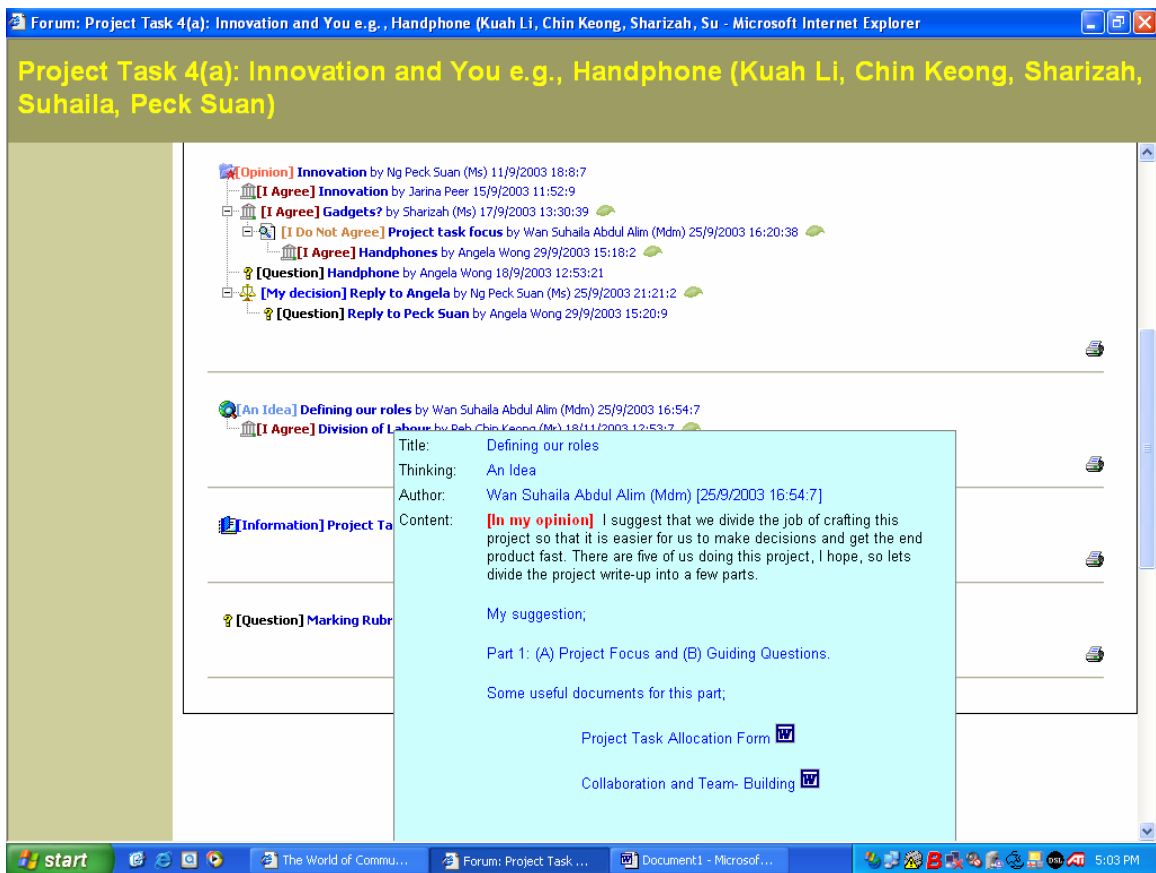 Forum: Project Task 4(a): Innovation and You e.g., Handphone (Kuah Li, Chin Keong, Sharizah, Su - Microsoft Internet Explorer
Project Task 4(a): Innovation and You e.g., Handphone (Kuah Li, Chin Keong, Sharizah,
Suhaila, Peck Suan)
[Opinion] Innovation by Ng Peck Suan (Ms) 11/9/2003 18:8:7
[I Agree] Innovation by Jarina Peer 15/9/2003 11:52:9
[I Agree] Gadgets? by Sharizah (Ms) 17/9/2003 13:30:39
[I Do Not Agree] Project task focus by Wan Suhaila Abdul Alim (Mdm) 25/9/2003 16:20:38
[I Agree] Handphones by Angela Wong 29/9/2003 15:18:2
[Question] Handphone by Angela Wong 18/9/2003 12:53:21
[My decision] Reply to Angela by Ng Peck Suan (Ms) 25/9/2003 21:21:2
[Question] Reply to Peck Suan by Angela Wong 29/9/2003 15:20:9
[An Idea] Defining our roles by Wan Suhaila Abdul Alim (Mdm) 25/9/2003 16:54:7
[I Agree] Division of Labour by Peh Chin Keong (Mr) 18/11/2003 12:53:7
[Information] Project Ta
[Question] Marking Rubr
Title: Defining our roles
Thinking: An Idea
Author: Wan Suhaila Abdul Alim (Mdm) [25/9/2003 16:54:7]
Content: [In my opinion] I suggest that we divide the job of crafting this
project so that it is easier for us to make decisions and get the end
product fast. There are five of us doing this project, I hope, so lets
divide the project write-up into a few parts.
My suggestion;
Part 1: (A) Project Focus and (B) Guiding Questions.
Some useful documents for this part;
Project Task Allocation Form
Collaboration and Team- Building
start
The World of Commu...
Forum: Project Task ...
Document1 - Microsof...
5:03 PM